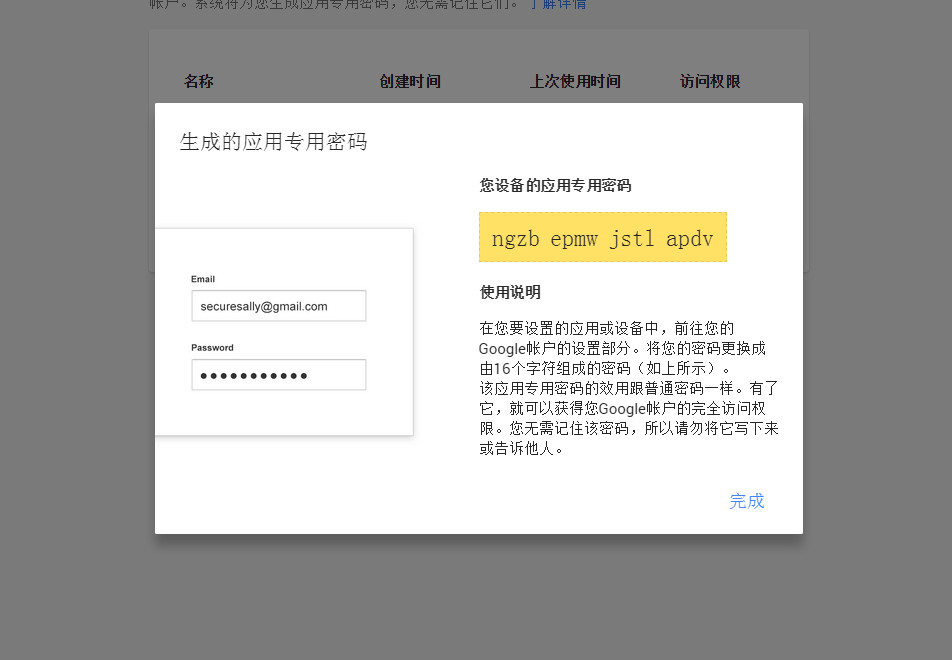 帐户。系统将为您生成应用专用密码，您无需记住它们。 了解详情
名称 创建时间 上次使用时间 访问权限
生成的应用专用密码
Email
securesally@gmail.com
Password
您设备的应用专用密码
ngzb epmw jstl apdv
使用说明
在您要设置的应用或设备中，前往您的
Google帐户的设置部分。将您的密码更换成
由16个字符组成的密码（如上所示）。
该应用专用密码的效用跟普通密码一样。有了
它，就可以获得您Google帐户的完全访问权
限。您无需记住该密码，所以请勿将它写下来
或告诉他人。
完成